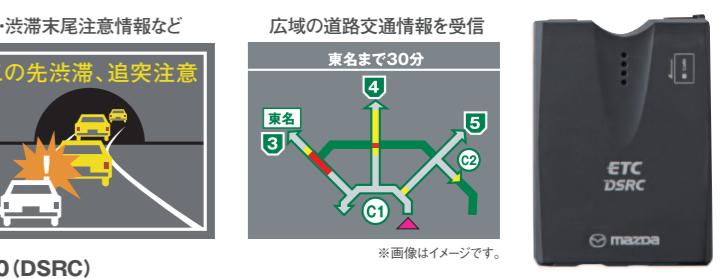 ・渋滞末尾注意情報など
の先渋滞、追突注意
広域の道路交通情報を受信
東名まで30分
4
東名
3
5
C2
C1
※画像はイメージです。
ETC
DSRC
mazda
0(DSRC)